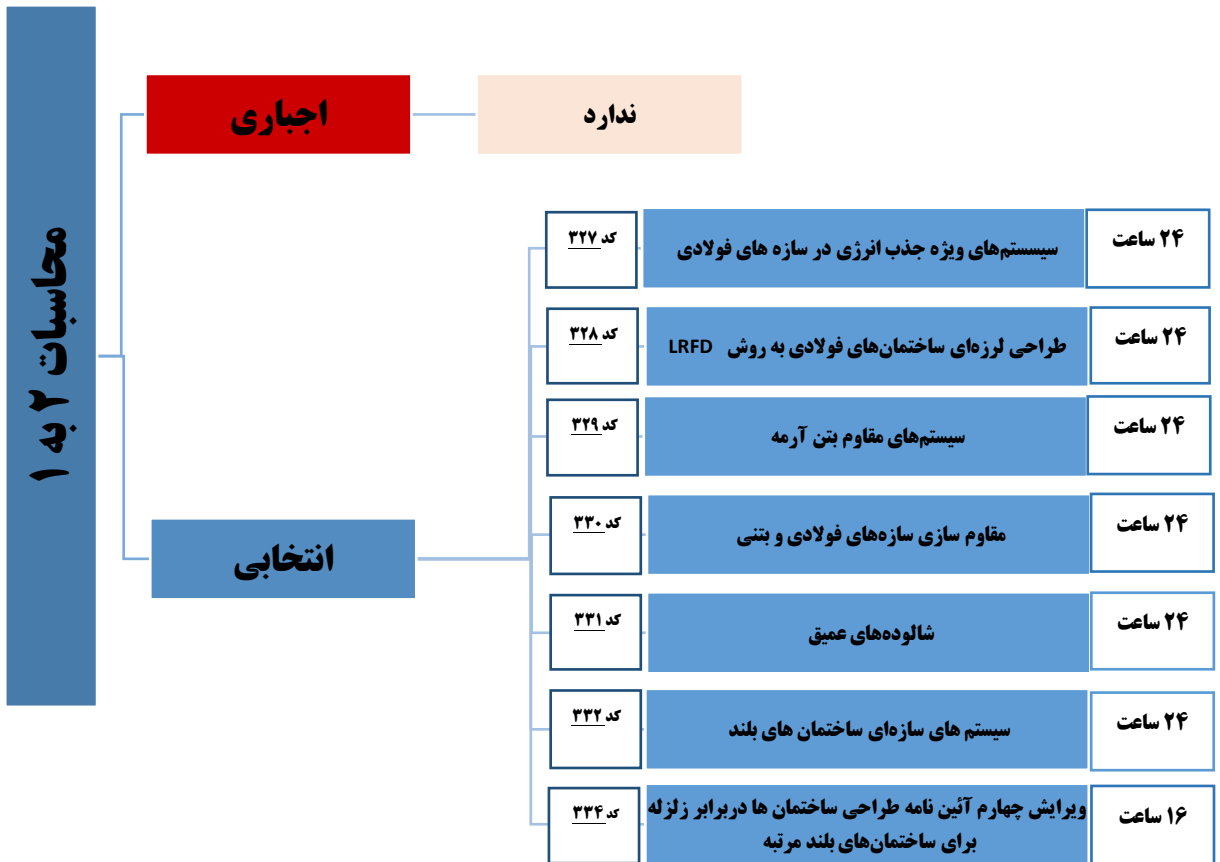 محاسبات ۲ به ۱
اجباری
ندارد
انتخابی
کد ۳۲۷
سیسستم‌های ویژه جذب انرژی در سازه های فولادی
۲۴ ساعت
کد ۳۲۸
طراحی لرزه‌ای ساختمان‌های فولادی به روش LRFD
۲۴ ساعت
کد ۳۲۹
سیستم‌های مقاوم بتن آرمه
۲۴ ساعت
کد ۳۳۰
مقاوم سازی سازه‌های فولادی و بتنی
۲۴ ساعت
کد ۳۳۱
شالوده‌های عمیق
۲۴ ساعت
کد ۳۳۲
سیستم های سازه‌ای ساختمان های بلند
۲۴ ساعت
کد ۳۳۴
ویرایش چهارم آئین نامه طراحی ساختمان ها دربرابر زلزله
برای ساختمان‌های بلند مرتبه
۱۶ ساعت